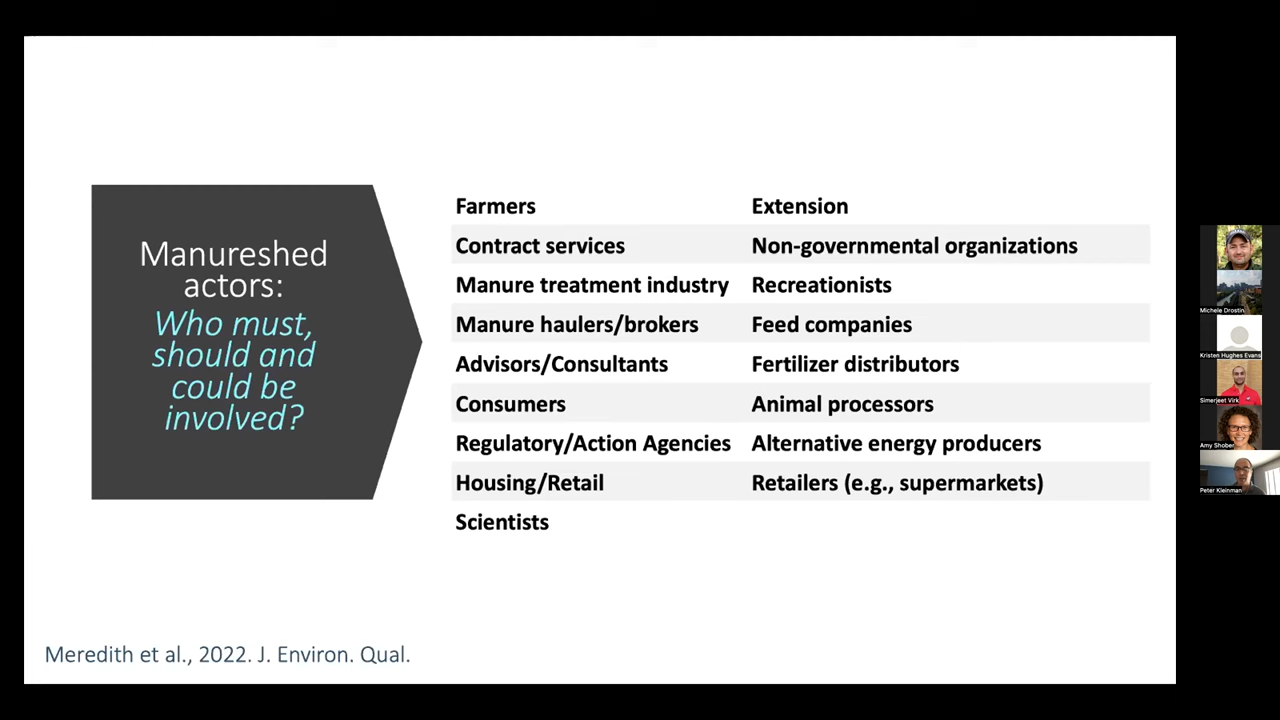 Manureshed
actors:
Who must,
should and
could be
involved?
Farmers Extension
Contract services Non-governmental organizations
Manure treatment industry Recreationists
Manure haulers/brokers Feed companies
Advisors/Consultants Fertilizer distributors
Consumers Animal processors
Regulatory/Action Agencies Alternative energy producers
Housing/Retail Retailers (e.g., supermarkets)
Scientists
Meredith et al., 2022. J. Environ. Qual.
Michele Drostin
Kristen Hughes Evans
Simerjeet Virk
Amy Shober
Peter Kleinman